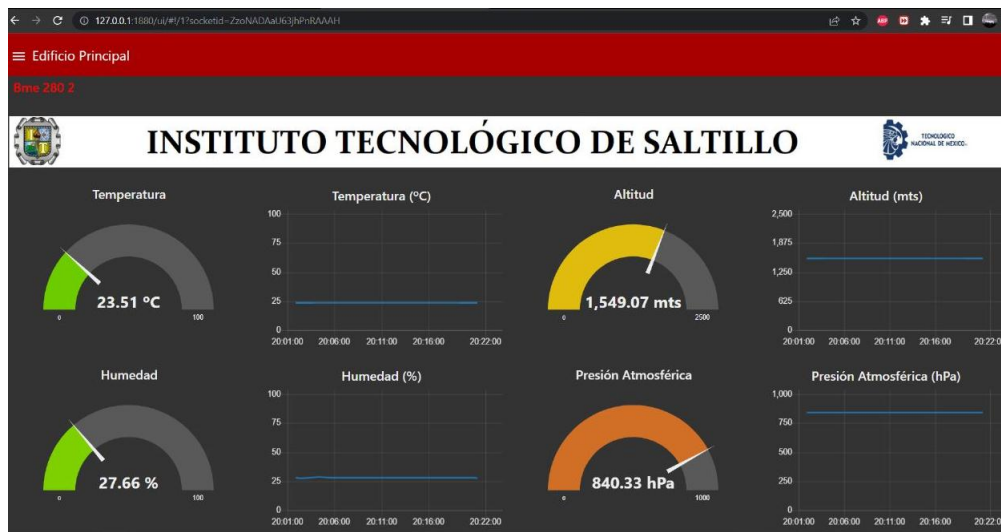 127.0.0.1:1880/ui/#!/1?socketid=ZzoNADAaU63jhPnRAAAH
Edificio Principal
Bme 280 2
INSTITUTO TECNOLÓGICO DE SALTILLO
TECNOLÓGICO
NACIONAL DE MÉXICO
Temperatura
23.51 ºC
0
100
Temperatura (ºC)
100
75
50
25
0
20:01:00 20:06:00 20:11:00 20:16:00 20:22:00
Altitud
1,549.07 mts
0
2500
Altitud (mts)
2,500
1,875
1,250
625
0
20:01:00 20:06:00 20:11:00 20:16:00 20:22:0
Humedad
27.66 %
0
100
Humedad (%)
100
75
50
25
0
20:01:00 20:06:00 20:11:00 20:16:00 20:22:00
Presión Atmosférica
840.33 hPa
0
1000
Presión Atmosférica (hPa)
1,000
750
500
250
0
20:01:00 20:06:00 20:11:00 20:16:00 20:22:0